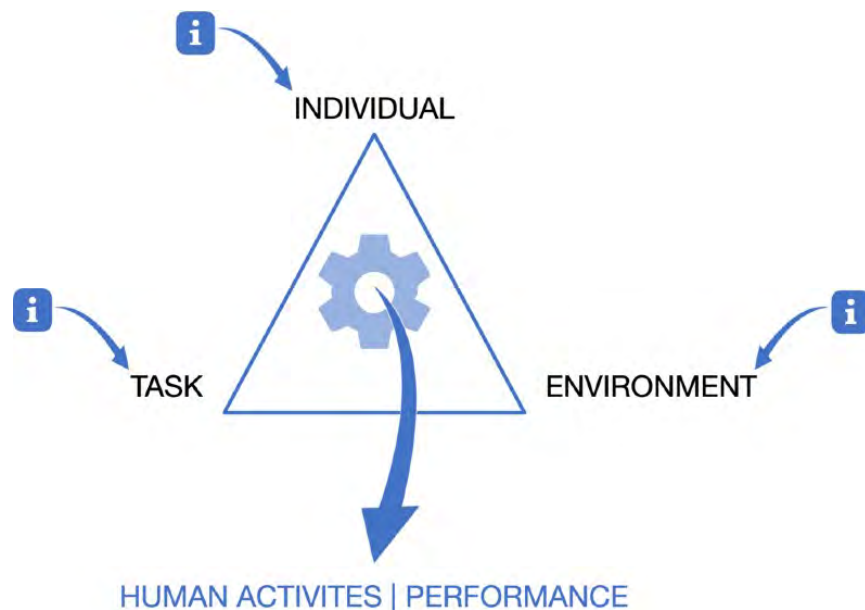 i
INDIVIDUAL
i
i
TASK
ENVIRONMENT
HUMAN ACTIVITES | PERFORMANCE